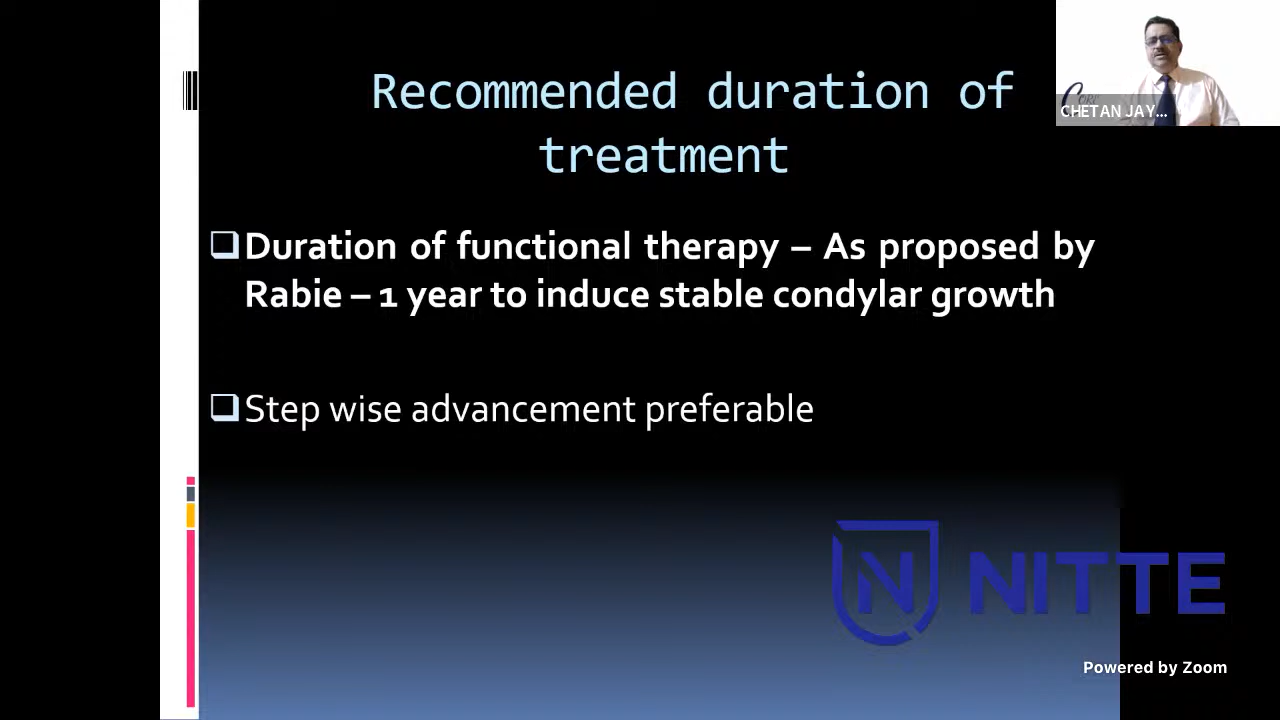 Recommended duration of
treatment
❑Duration of functional therapy – As proposed by
Rabie – 1 year to induce stable condylar growth
❑Step wise advancement preferable
CHETAN JAY...
N NITTE
Powered by Zoom